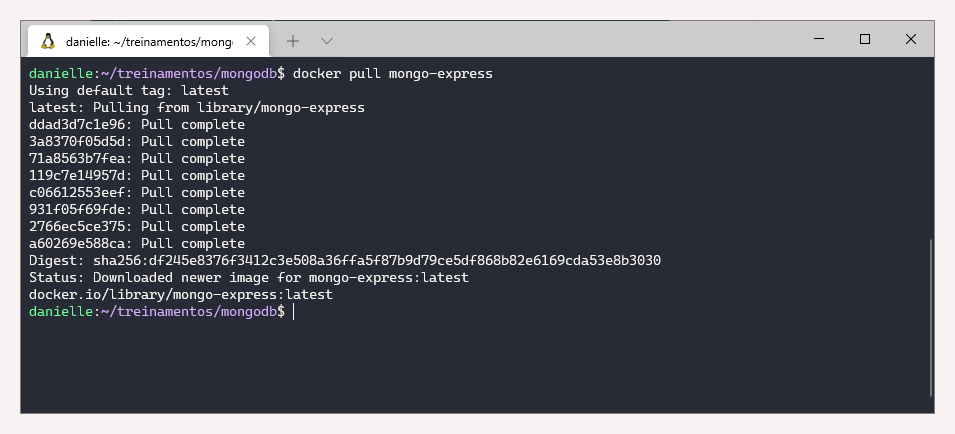 danielle: ~/treinamentos/mong
danielle:~/treinamentos/mongodb$ docker pull mongo-express
Using default tag: latest
latest: Pulling from library/mongo-express
ddad3d7c1e96: Pull complete
3a8370f05d5d: Pull complete
71a8563b7fea: Pull complete
119c7e14957d: Pull complete
c06612553eef: Pull complete
931f05f69fde: Pull complete
2766ec5ce375: Pull complete
a60269e588ca: Pull complete
Digest: sha256:df245e8376f3412c3e508a36ffa5f87b9d79ce5df868b82e6169cda53e8b3030
Status: Downloaded newer image for mongo-express:latest
docker.io/library/mongo-express:latest
danielle:~/treinamentos/mongodb$